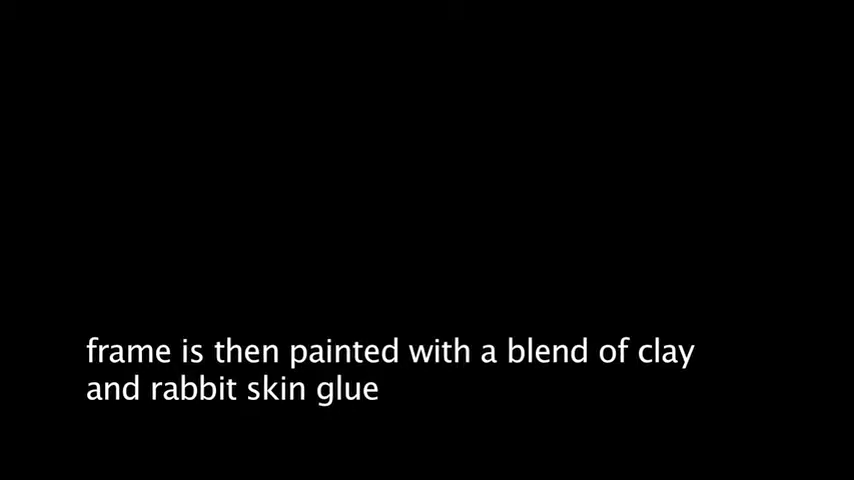 frame is then painted with a blend of clay
and rabbit skin glue